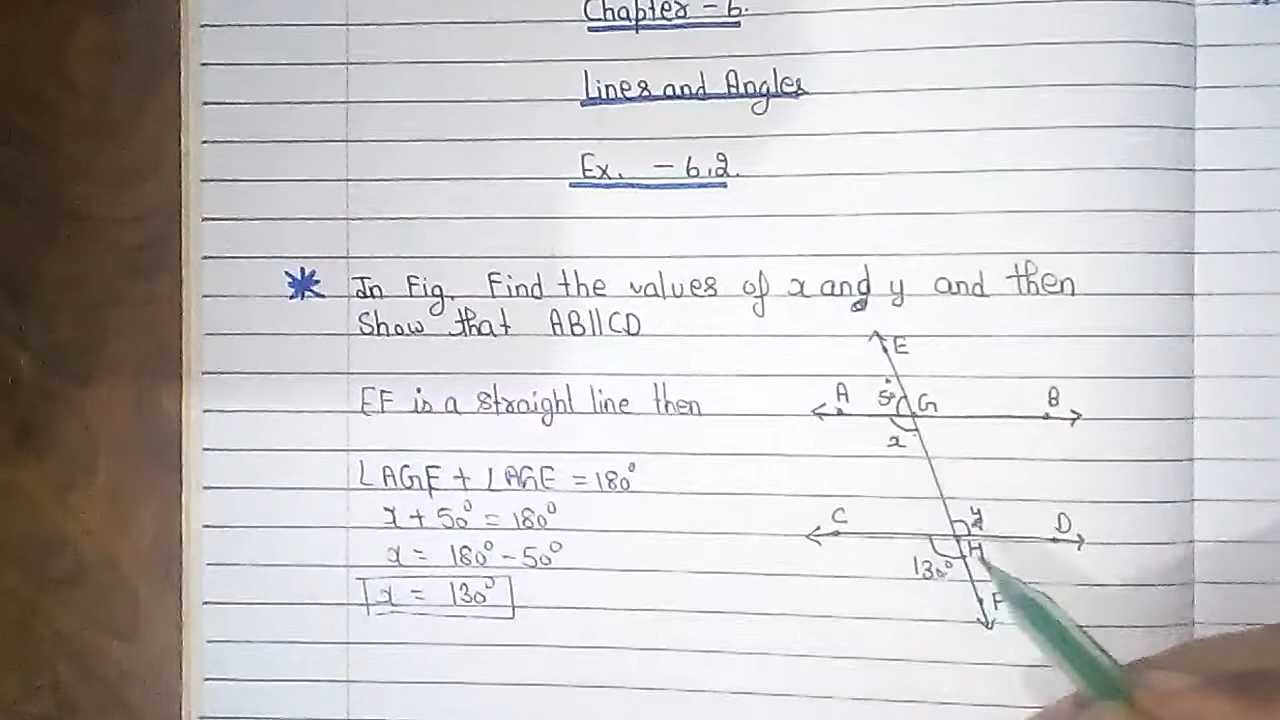 Chapter - 6.
Lines and Angles
Ex. - 6.2.
In Fig. Find the values of x and y and then
Show that AB||CD
EF is a straight line then
∠AGF + ∠AGE = 180°
x + 50° = 180°
x = 180° - 50°
x = 130°
E
A
50°
G
B
x
C
y
D
H
130°
F